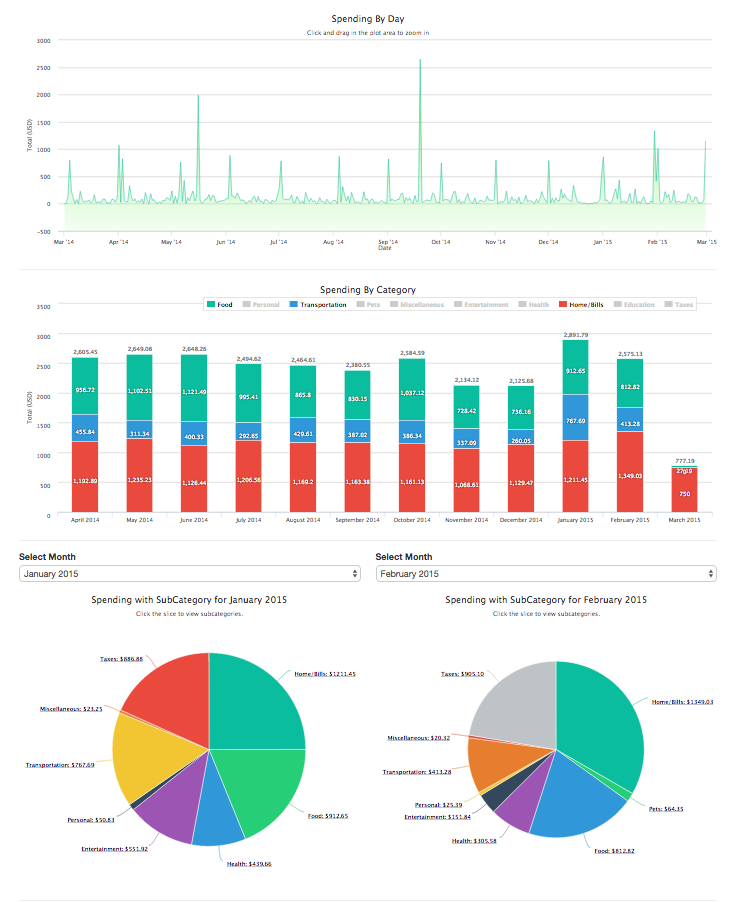 Spending By Day
Click and drag in the plot area to zoom in
3000
2500
2000
1500
1000
500
0
-500
Total (USD)
Mar '14 Apr '14 May '14 Jun '14 Jul '14 Aug '14 Sep '14 Oct '14 Nov '14 Dec '14 Jan '15 Feb '15 Mar '15
Date
Spending By Category
Food Personal Transportation Pets Miscellaneous Entertainment Health Home/Bills Education Taxes
3500
3000
2500
2000
1500
1000
500
0
Total (USD)
2,605.45 2,649.08 2,648.26 2,494.62 2,464.61 2,380.55 2,584.59 2,134.12 2,125.68 2,891.79 2,575.13 777.19
956.72 1,102.51 1,121.49 995.41 865.8 830.15 1,037.12 728.42 736.16 912.65 812.82
455.84 311.34 400.33 292.65 429.61 387.02 386.34 337.09 260.05 767.69 413.28
1,192.89 1,235.23 1,126.44 1,206.56 1,169.2 1,163.38 1,161.13 1,068.61 1,129.47 1,211.45 1,349.03 750
April 2014 May 2014 June 2014 July 2014 August 2014 September 2014 October 2014 November 2014 December 2014 January 2015 February 2015 March 2015
Select Month
January 2015
Spending with SubCategory for January 2015
Click the slice to view subcategories.
Taxes: $886.88
Home/Bills: $1211.45
Miscellaneous: $23.25
Transportation: $767.69
Personal: $50.83
Food: $912.65
Entertainment: $551.92
Health: $439.66
Select Month
February 2015
Spending with SubCategory for February 2015
Click the slice to view subcategories.
Taxes: $905.10
Home/Bills: $1349.03
Miscellaneous: $20.32
Transportation: $413.28
Personal: $25.39
Pets: $64.35
Entertainment: $151.84
Health: $305.58
Food: $812.82